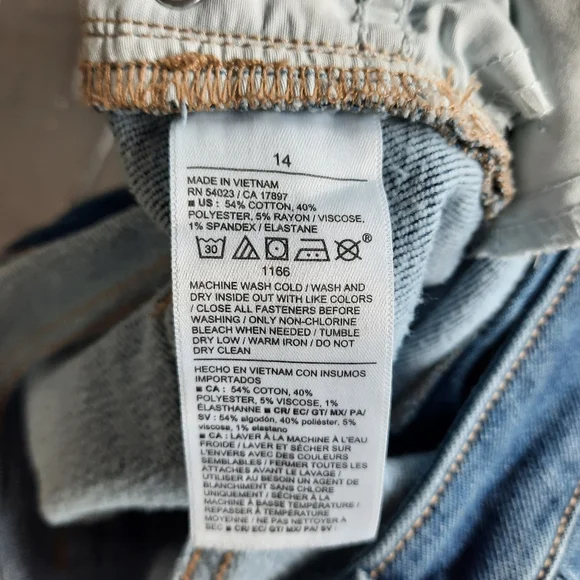 14
MADE IN VIETNAM
RN 54023 / CA 17897
■ US : 54% COTTON, 40%
POLYESTER, 5% RAYON / VISCOSE,
1% SPANDEX / ELASTANE
30 ®
1166
MACHINE WASH COLD / WASH AND
DRY INSIDE OUT WITH LIKE COLORS
/ CLOSE ALL FASTENERS BEFORE
WASHING / ONLY NON-CHLORINE
BLEACH WHEN NEEDED / TUMBLE
DRY LOW / WARM IRON / DO NOT
DRY CLEAN
HECHO EN VIETNAM CON INSUMOS
IMPORTADOS
■ CA : 54% COTON, 40%
POLYESTER, 5% VISCOSE, 1%
ÉLASTHANNE ■ CR/ EC/ GT/ MX/ PA/
SV : 54% algodón, 40% poliéster, 5%
viscose, 1% elastano
■ CA : LAVER À LA MACHINE À L'EAU
FROIDE / LAVER ET SÉCHER SUR
L'ENVERS AVEC DES COULEURS
SEMBLABLES / FERMER TOUTES LES
ATTACHES AVANT LE LAVAGE /
UTILISER AU BESOIN UN AGENT DE
BLANCHIMENT SANS CHLORE
UNIQUEMENT / SÉCHER À LA
MACHINE À BASSE TEMPÉRATURE /
REPASSER À TEMPÉRATURE
MOYENNE / NE PAS NETTOYER À
SEC ■ CR/ EC/ GT/ MX/ PA/ SV :